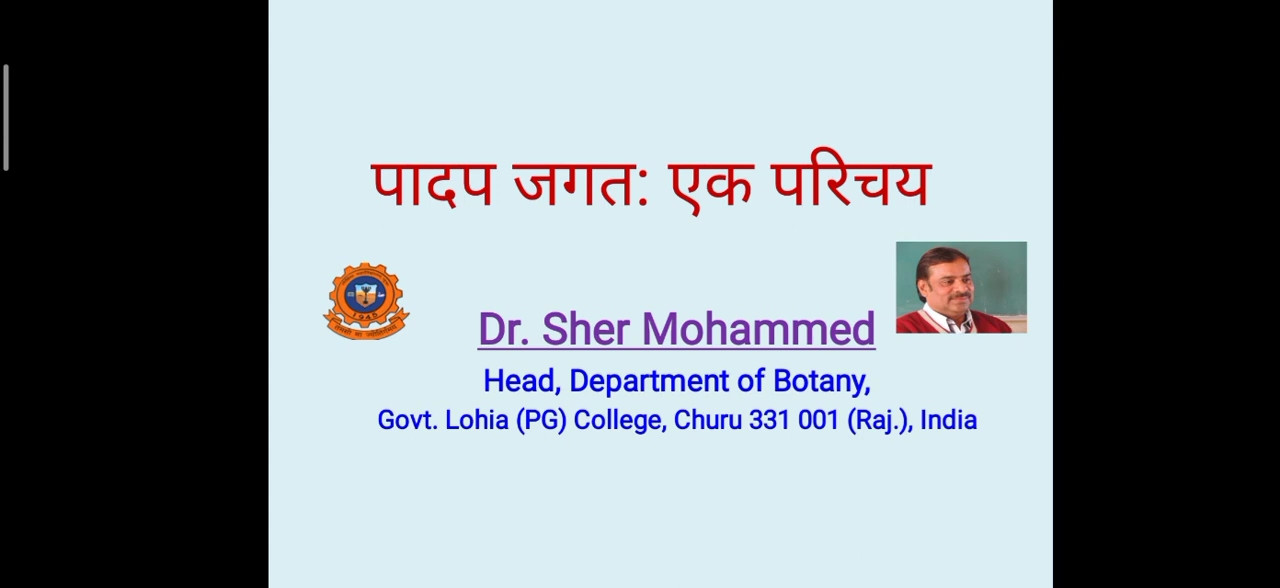 पादप जगत: एक परिचय
1945
Dr. Sher Mohammed
Head, Department of Botany,
Govt. Lohia (PG) College, Churu 331 001 (Raj.), India